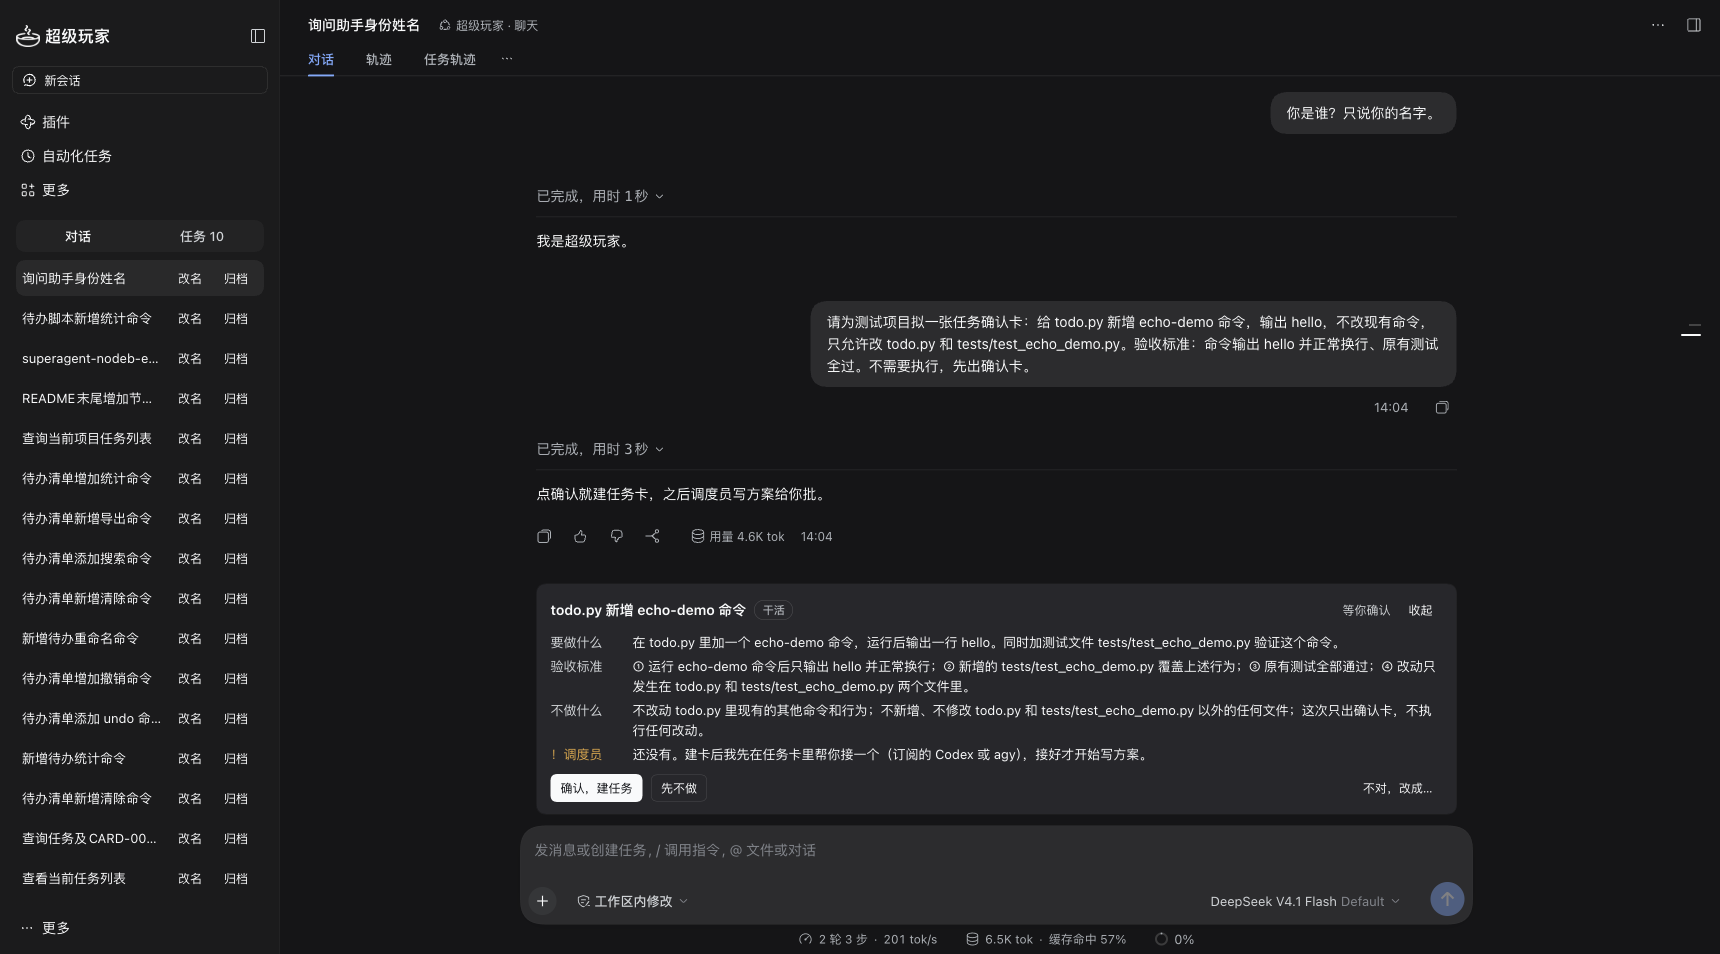 超级玩家
新会话
插件
自动化任务
更多
对话 任务 10
询问助手身份姓名 改名 归档
待办脚本新增统计命令 改名 归档
superagent-nodeb-e... 改名 归档
README 末尾增加节... 改名 归档
查询当前项目任务列表 改名 归档
待办清单增加统计命令 改名 归档
待办清单新增导出命令 改名 归档
待办清单添加搜索命令 改名 归档
待办清单新增清除命令 改名 归档
新增待办重命名命令 改名 归档
待办清单增加撤销命令 改名 归档
待办清单添加 undo 命... 改名 归档
新增待办统计命令 改名 归档
待办清单新增清除命令 改名 归档
查询任务及 CARD-00... 改名 归档
查看当前任务列表 改名 归档
··· 更多
询问助手身份姓名 超级玩家 · 聊天 ···
对话 轨迹 任务轨迹 ···
你是谁？只说你的名字。
已完成，用时 1 秒
我是超级玩家。
请为测试项目拟一张任务确认卡：给 todo.py 新增 echo-demo 命令，输出 hello，不改现有命令，
只允许改 todo.py 和 tests/test_echo_demo.py。验收标准：命令输出 hello 并正常换行、原有测试
全过。不需要执行，先出确认卡。
14:04
已完成，用时 3 秒
点确认就建任务卡，之后调度员写方案给你批。
用量 4.6K tok 14:04
todo.py 新增 echo-demo 命令 干活 等你确认 收起
要做什么 在 todo.py 里加一个 echo-demo 命令，运行后输出一行 hello。同时加测试文件 tests/test_echo_demo.py 验证这个命令。
验收标准 ① 运行 echo-demo 命令后只输出 hello 并正常换行；② 新增的 tests/test_echo_demo.py 覆盖上述行为；③ 原有测试全部通过；④ 改动只
发生在 todo.py 和 tests/test_echo_demo.py 两个文件里。
不做什么 不改动 todo.py 里现有的其他命令和行为；不新增、不修改 todo.py 和 tests/test_echo_demo.py 以外的任何文件；这次只出确认卡，不执
行任何改动。
! 调度员 还没有。建卡后我先在任务卡里帮你接一个（订阅的 Codex 或 agy），接好才开始写方案。
确认，建任务 先不做 不对，改成...
发消息或创建任务, / 调用指令, @ 文件或对话
+ 工作区内修改 DeepSeek V4.1 Flash Default
2 轮 3 步 · 201 tok/s 6.5K tok · 缓存命中 57% 0%